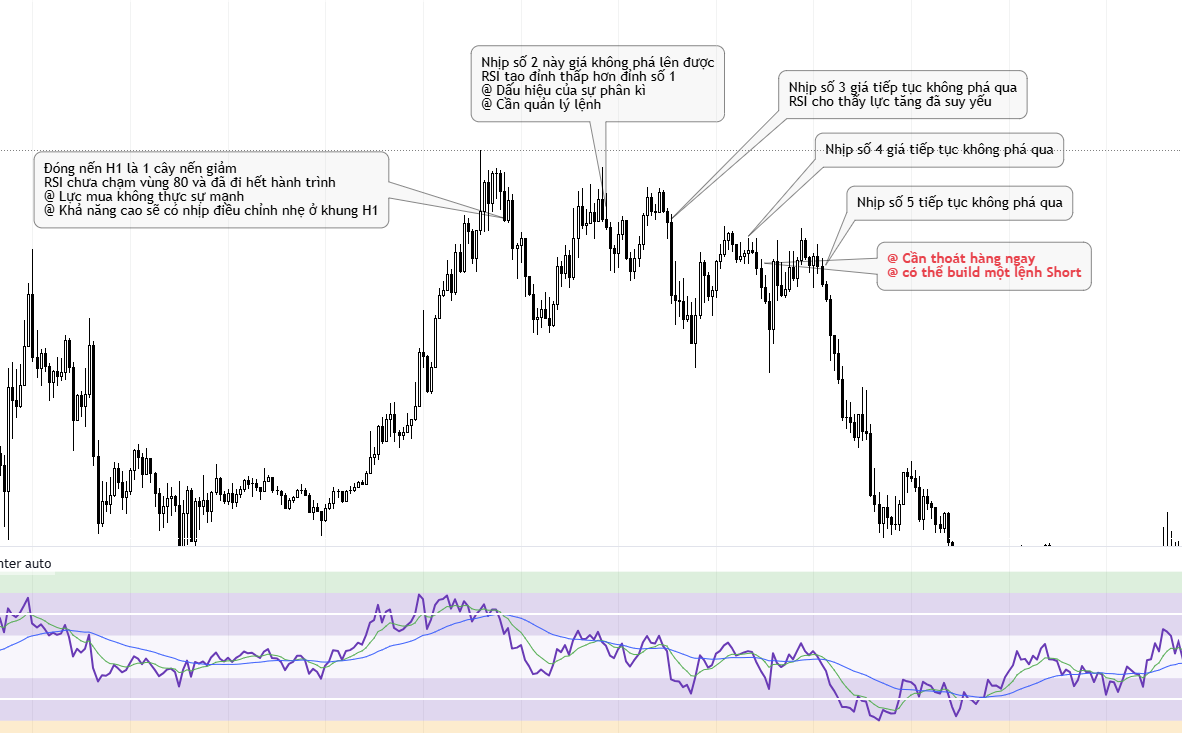 Nhịp số 2 này giá không phá lên được
RSI tạo đỉnh thấp hơn đỉnh số 1
@ Dấu hiệu của sự phân kì
@ Cần quản lý lệnh
Nhịp số 3 giá tiếp tục không phá qua
RSI cho thấy lực tăng đã suy yếu
Nhịp số 4 giá tiếp tục không phá qua
Đóng nến H1 là 1 cây nến giảm
RSI chưa chạm vùng 80 và đã đi hết hành trình
@ Lực mua không thực sự mạnh
@ Khả năng cao sẽ có nhịp điều chỉnh nhẹ ở khung H1
Nhịp số 5 tiếp tục không phá qua
@ Cần thoát hàng ngay
@ có thể build một lệnh Short
nter auto